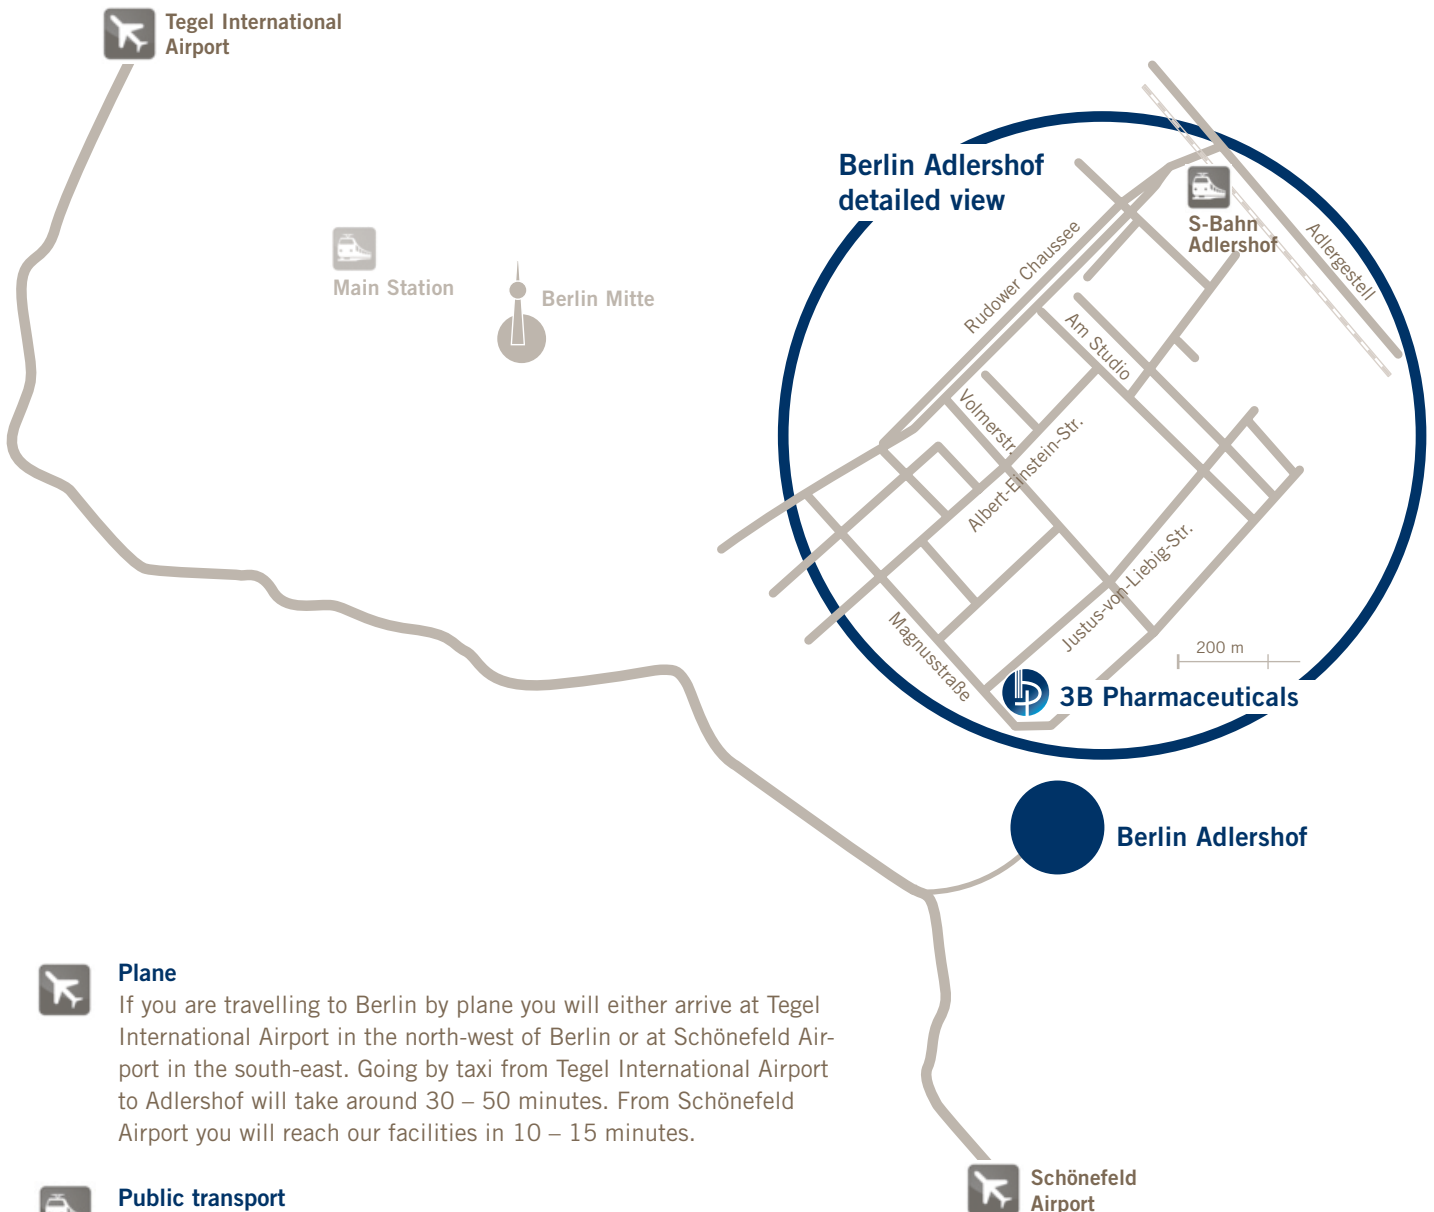 Tegel International
Airport
Berlin Adlershof
detailed view
S-Bahn
Adlershof
Adlergestell
Rudower Chaussee
Main Station
Berlin Mitte
Am Studio
Volmerstr.
Albert-Einstein-Str.
Justus-von-Liebig-Str.
Magnusstraße
200 m
3B Pharmaceuticals
Berlin Adlershof
Plane
If you are travelling to Berlin by plane you will either arrive at Tegel
International Airport in the north-west of Berlin or at Schönefeld Air-
port in the south-east. Going by taxi from Tegel International Airport
to Adlershof will take around 30 – 50 minutes. From Schönefeld
Airport you will reach our facilities in 10 – 15 minutes.
Public transport
Schönefeld
Airport